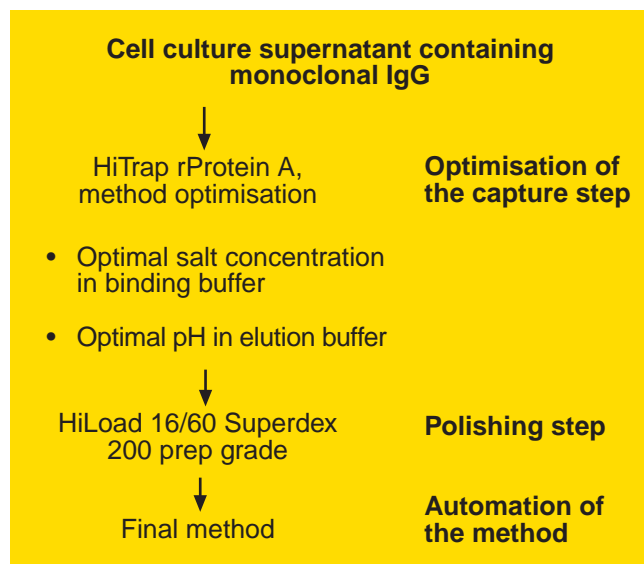 Cell culture supernatant containing
monoclonal IgG
HiTrap rProtein A,
method optimisation
Optimisation of
the capture step
• Optimal salt concentration
in binding buffer
• Optimal pH in elution buffer
HiLoad 16/60 Superdex
200 prep grade
Polishing step
Final method
Automation of
the method